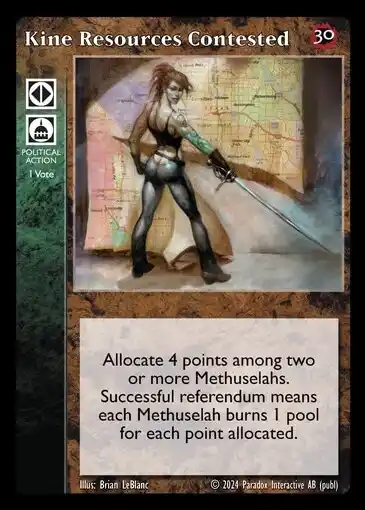 Kine Resources Contested
30
POLITICAL
ACTION
1 Vote
Allocate 4 points among two
or more Methuselahs.
Successful referendum means
each Methuselah burns 1 pool
for each point allocated.
Illus: Brian LeBlanc
© 2024 Paradox Interactive AB (publ)